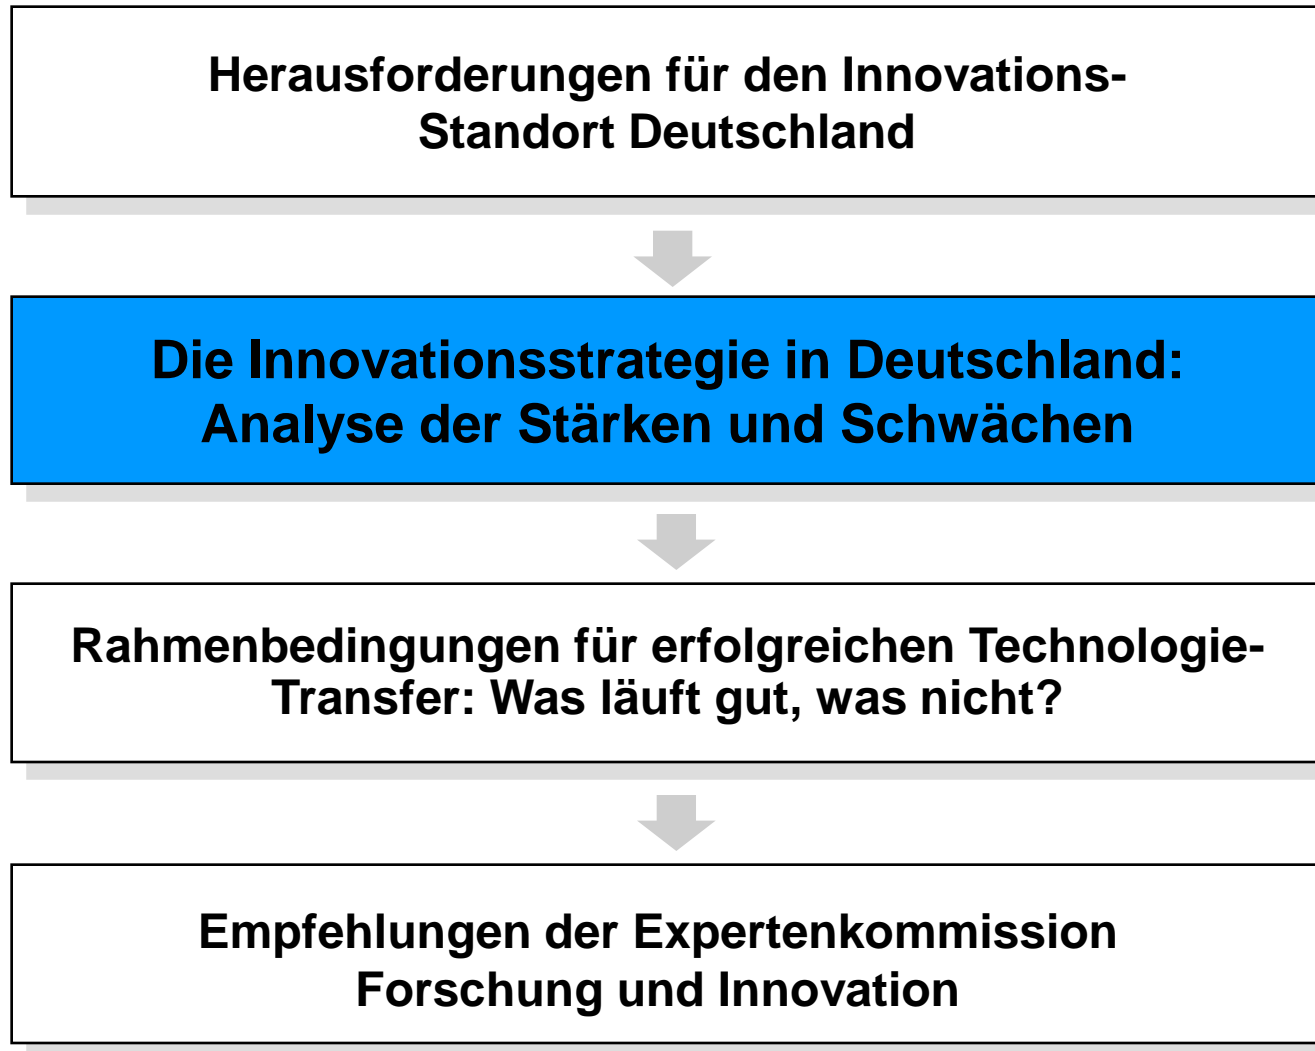 Herausforderungen für den Innovations-
Standort Deutschland
Die Innovationsstrategie in Deutschland:
Analyse der Stärken und Schwächen
Rahmenbedingungen für erfolgreichen Technologie-
Transfer: Was läuft gut, was nicht?
Empfehlungen der Expertenkommission
Forschung und Innovation